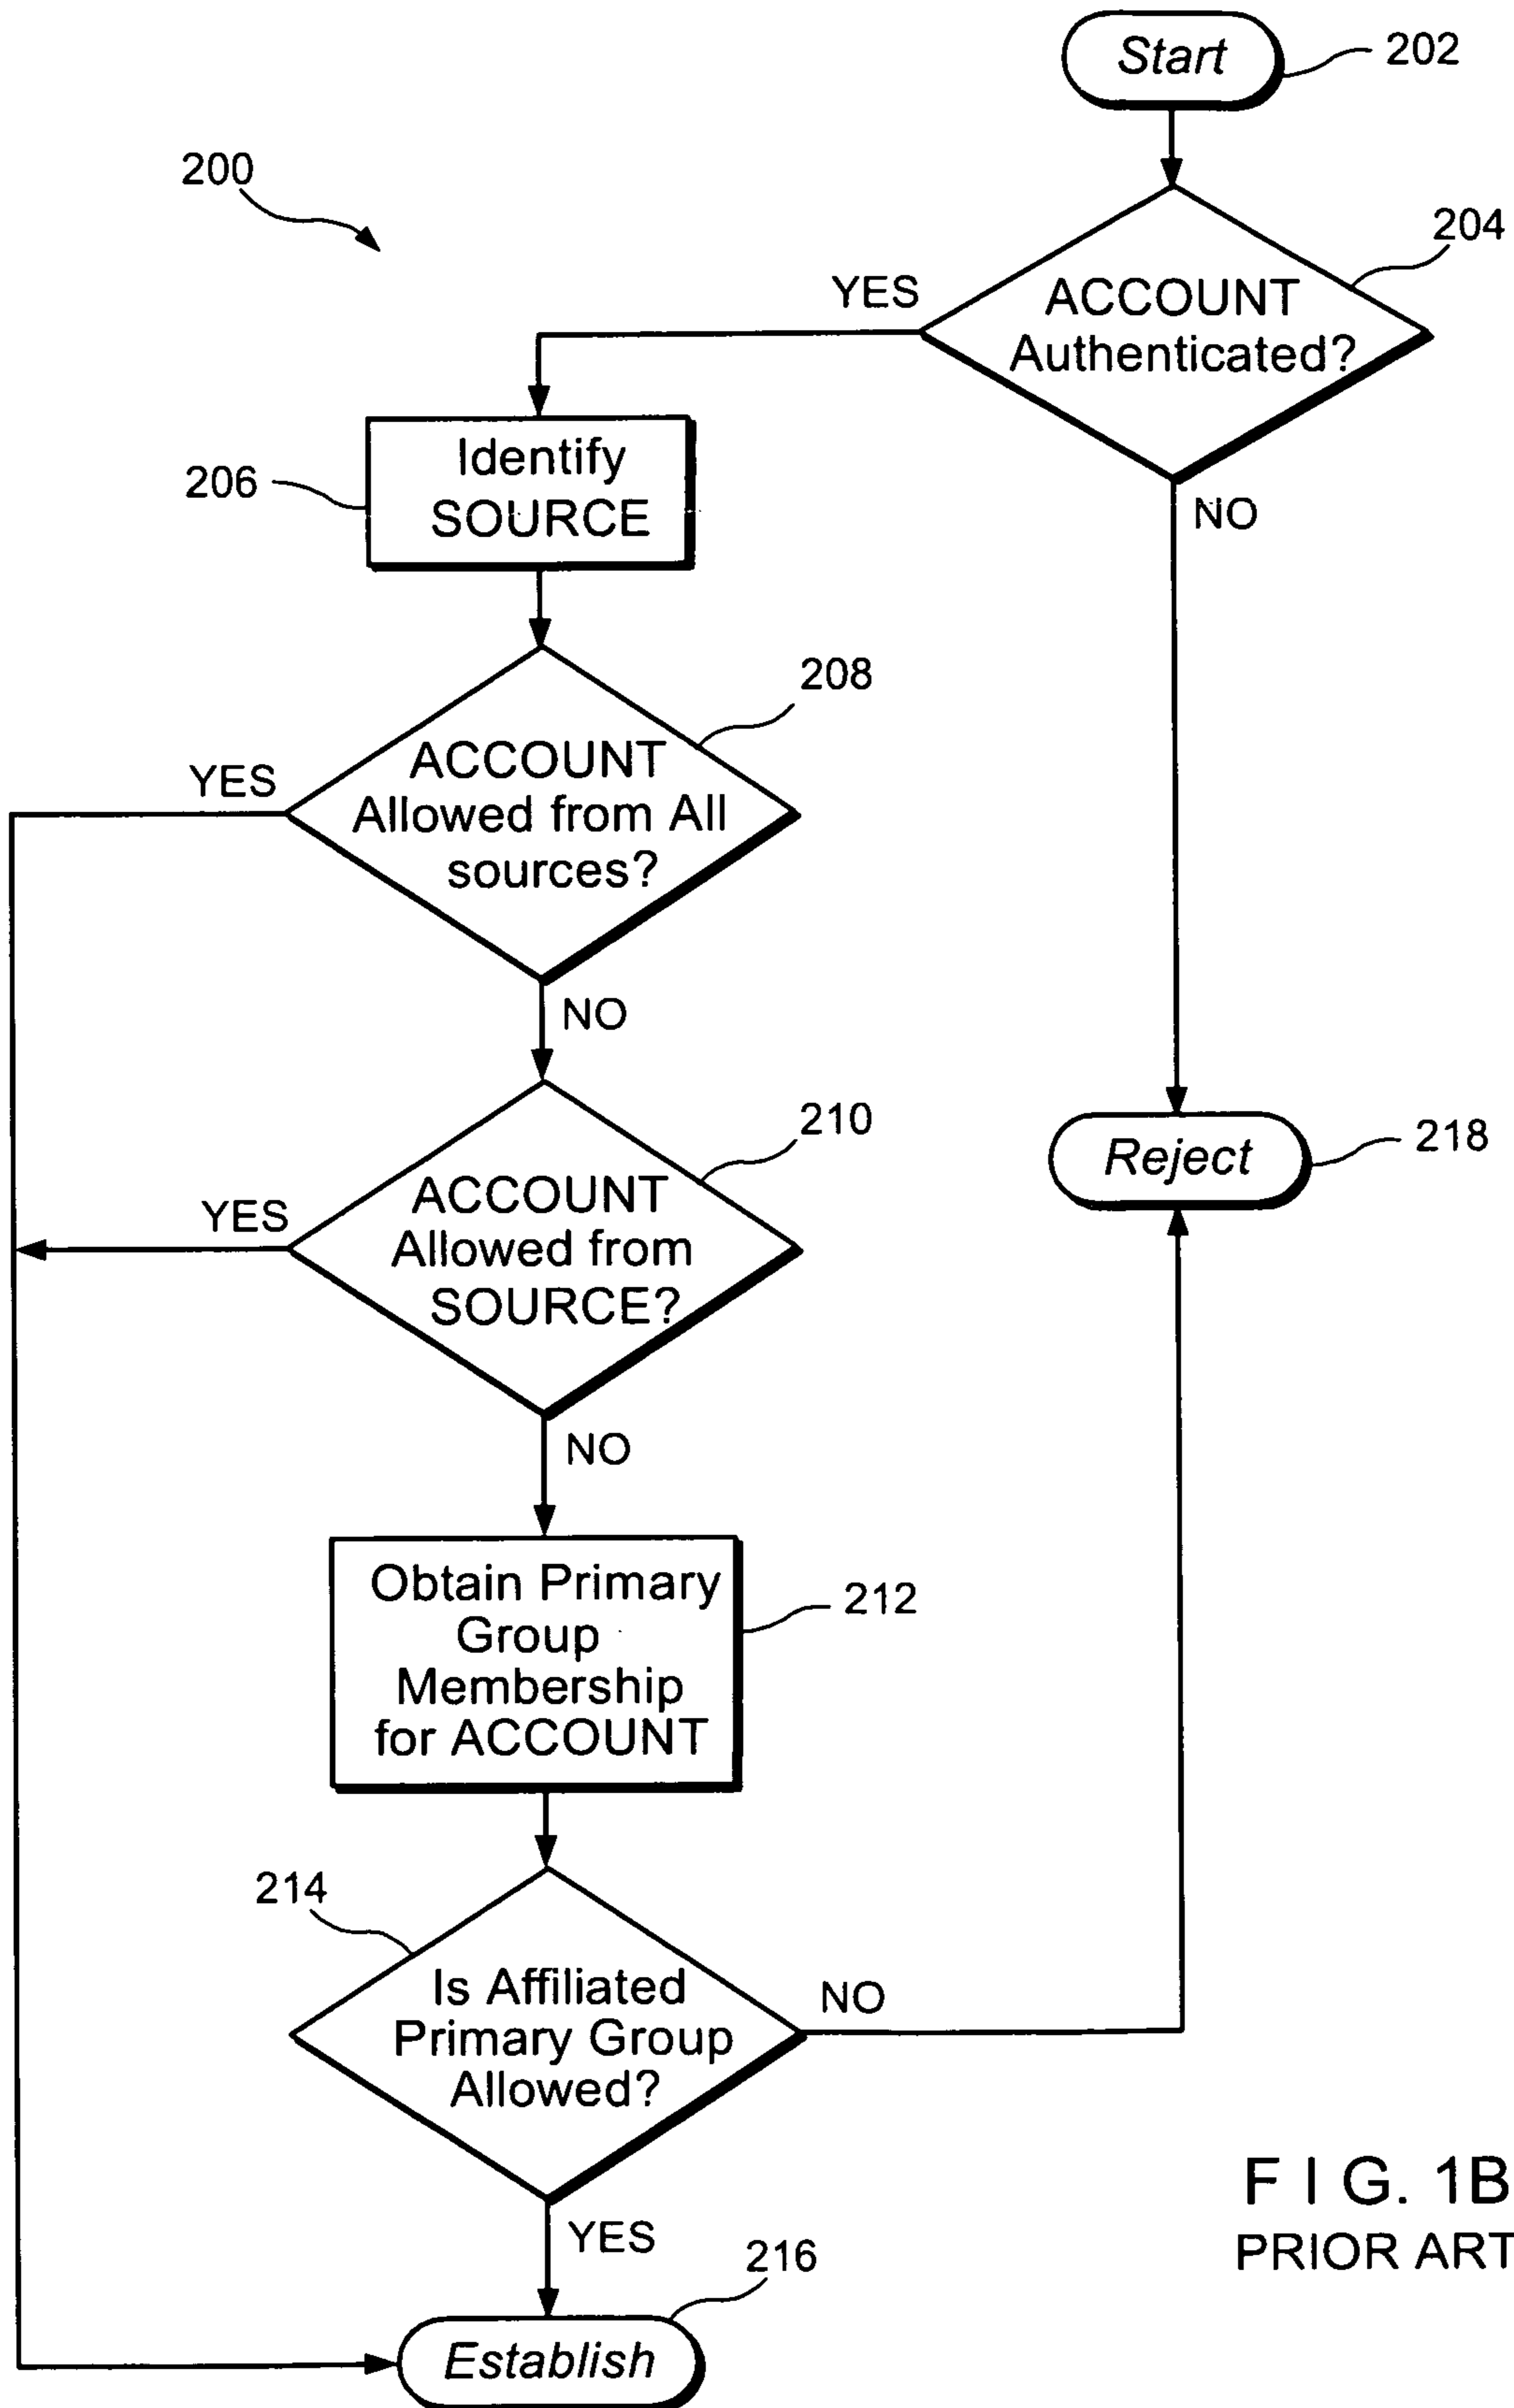 Start
202
200
204
YES
ACCOUNT
Authenticated?
Identify
SOURCE
206
NO
208
ACCOUNT
Allowed from All
sources?
YES
NO
210
ACCOUNT
Allowed from
SOURCE?
YES
Reject
218
NO
Obtain Primary
Group
Membership
for ACCOUNT
212
214
Is Affiliated
Primary Group
Allowed?
NO
YES
216
Establish
F I G. 1B
PRIOR ART